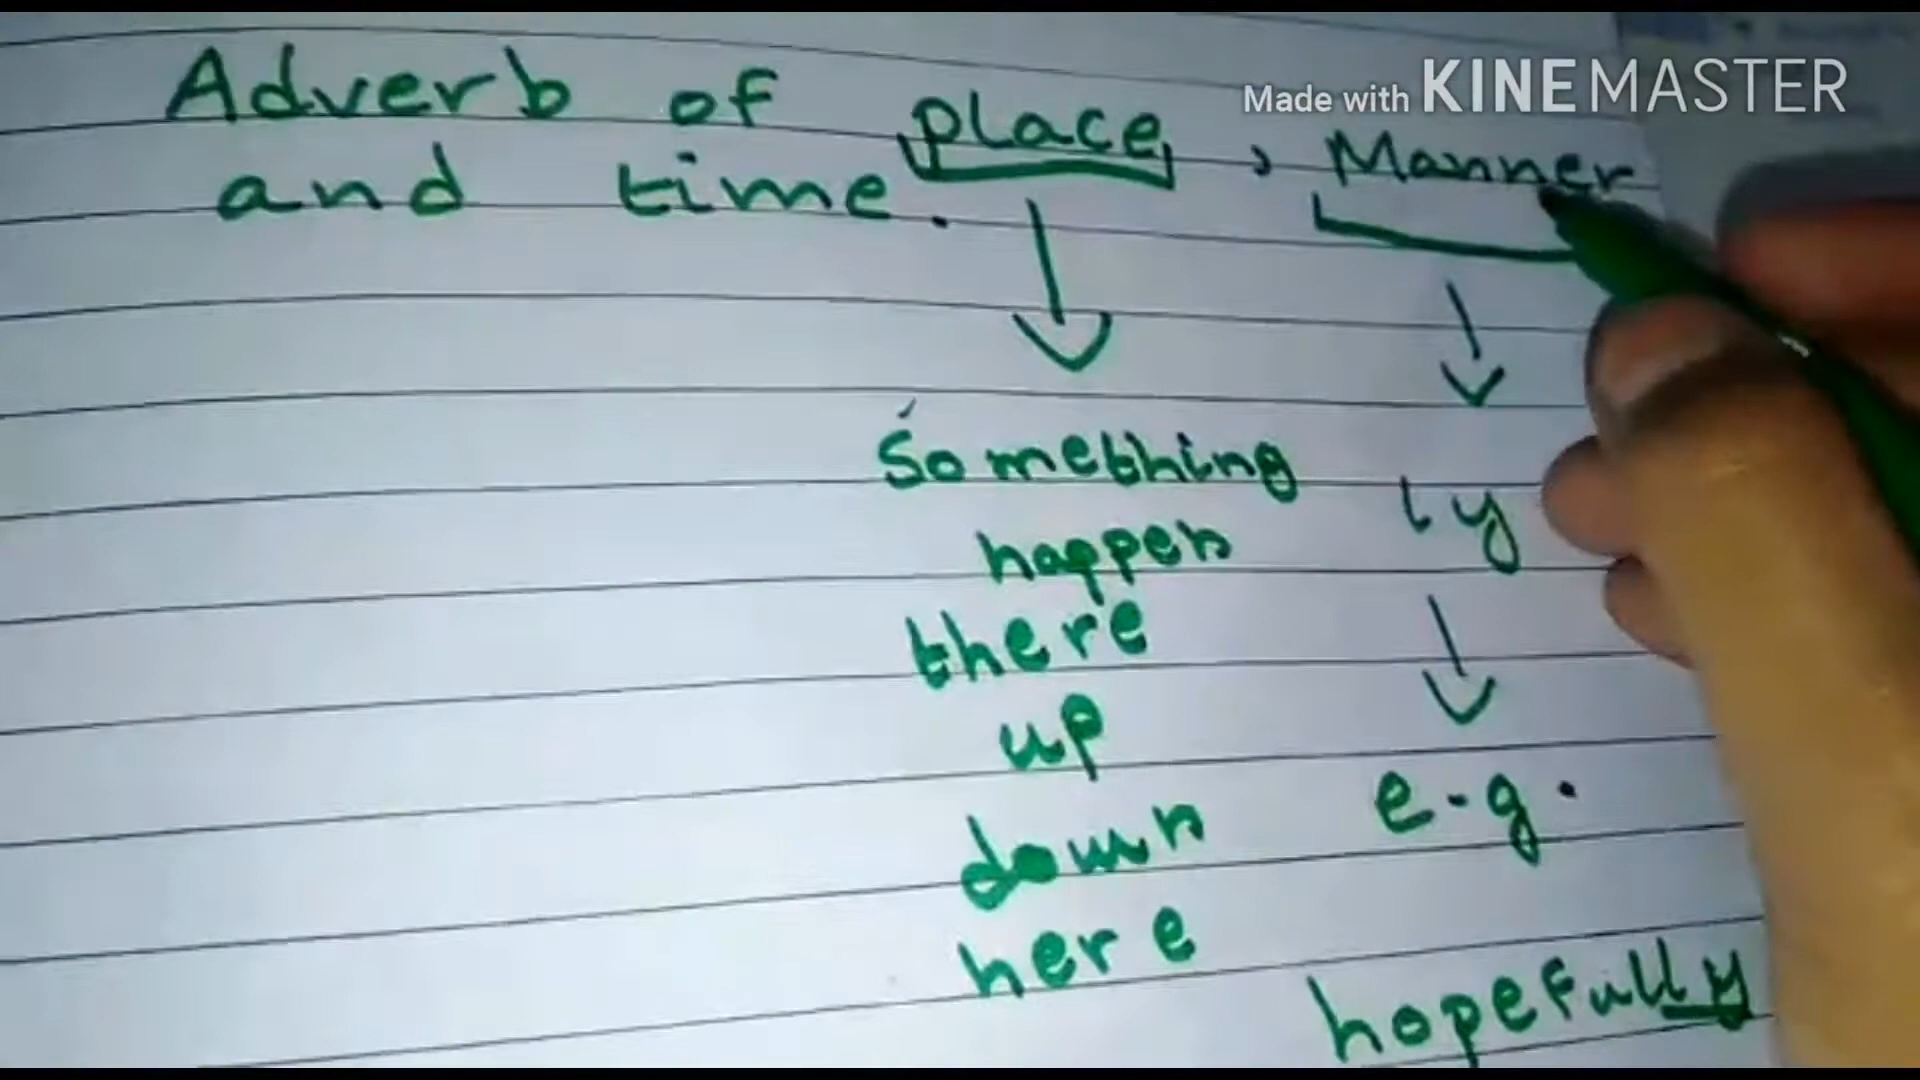 Made with KINEMASTER
Adverb of place, Manner
and time.
Something
happen
there
up
down
here
ly
e.g.
hopefully